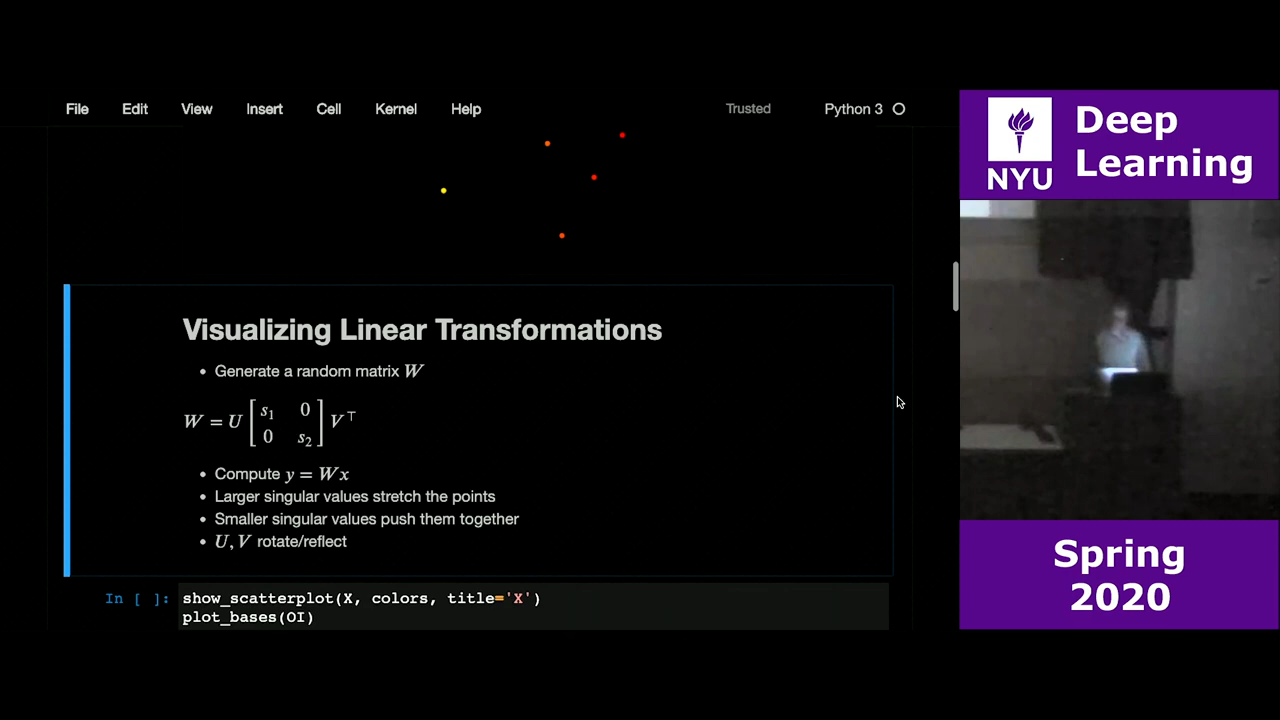 File Edit View Insert Cell Kernel Help Trusted Python 3
NYU Deep Learning
Visualizing Linear Transformations
• Generate a random matrix W
W = U [ s₁ 0 ; 0 s₂ ] V⊤
• Compute y = Wx
• Larger singular values stretch the points
• Smaller singular values push them together
• U, V rotate/reflect
In [ ]: show_scatterplot(X, colors, title='X')
plot_bases(OI)
Spring
2020